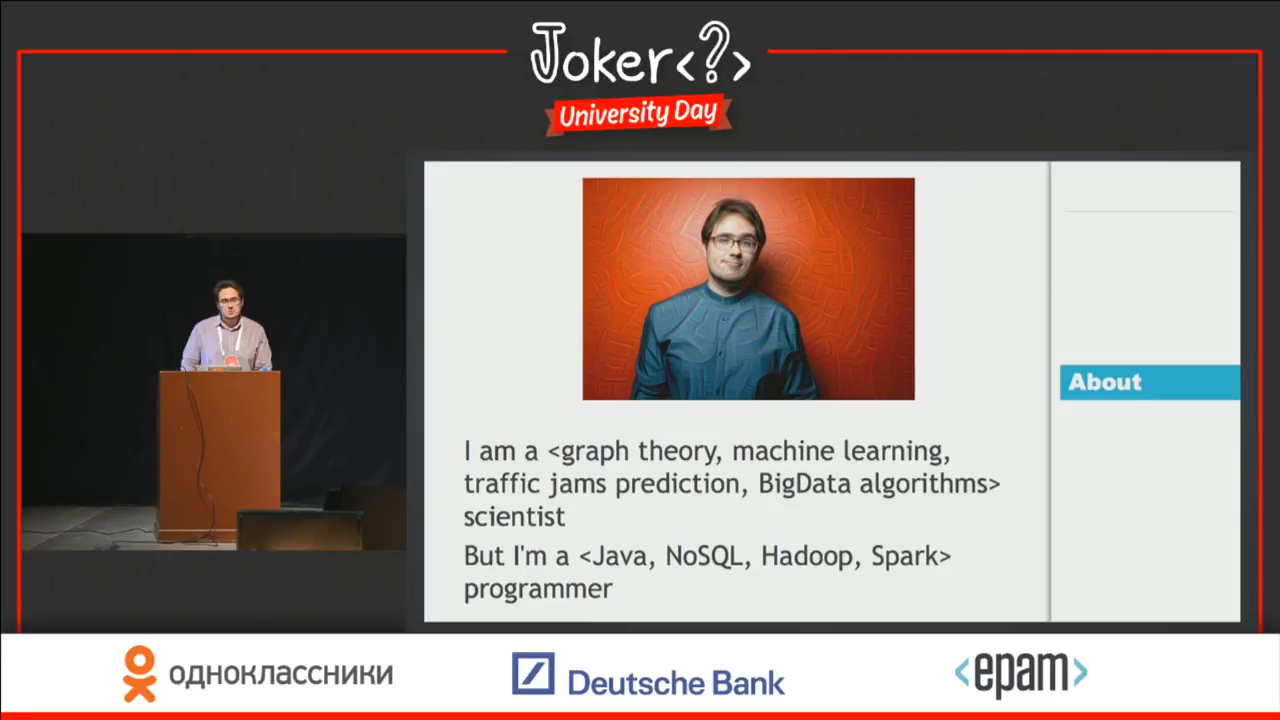 Joker<?>
University Day
I am a <graph theory, machine learning,
traffic jams prediction, BigData algorithms>
scientist
But I'm a <Java, NoSQL, Hadoop, Spark>
programmer
About
одноклассники
Deutsche Bank
<epam>